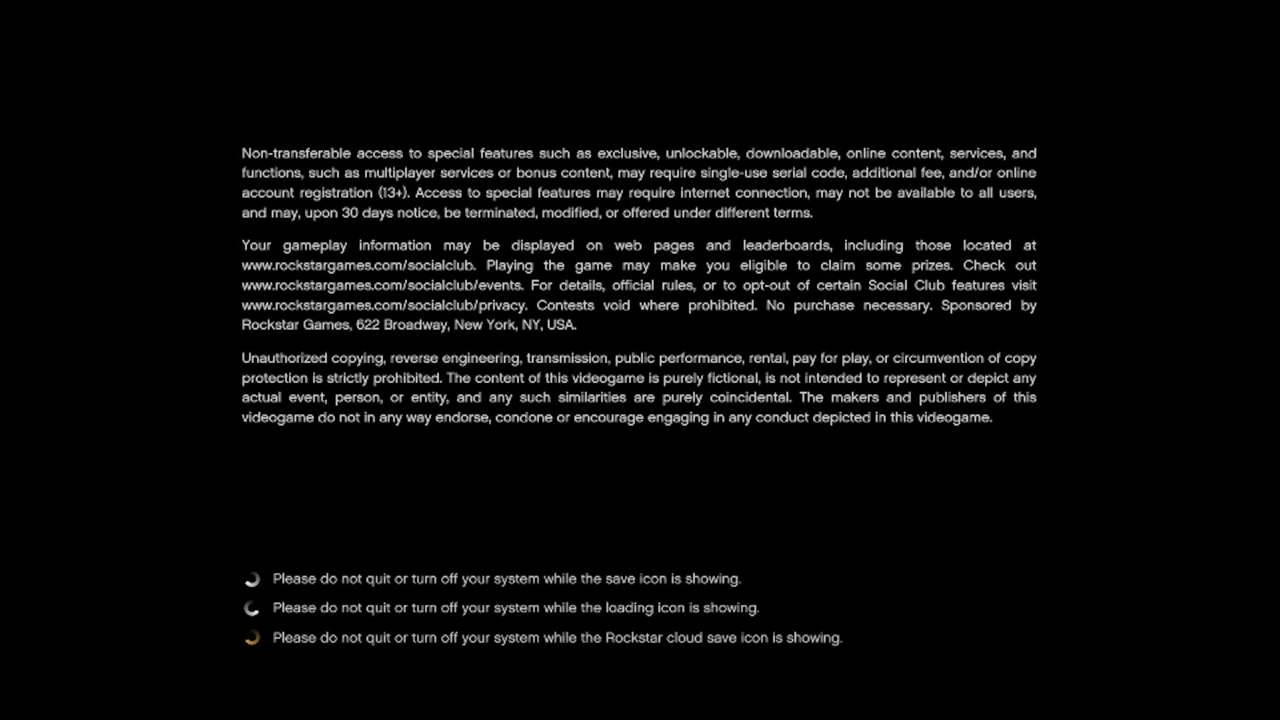 Non-transferable access to special features such as exclusive, unlockable, downloadable, online content, services, and
functions, such as multiplayer services or bonus content, may require single-use serial code, additional fee, and/or online
account registration (13+). Access to special features may require internet connection, may not be available to all users,
and may, upon 30 days notice, be terminated, modified, or offered under different terms.
Your gameplay information may be displayed on web pages and leaderboards, including those located at
www.rockstargames.com/socialclub. Playing the game may make you eligible to claim some prizes. Check out
www.rockstargames.com/socialclub/events. For details, official rules, or to opt-out of certain Social Club features visit
www.rockstargames.com/socialclub/privacy. Contests void where prohibited. No purchase necessary. Sponsored by
Rockstar Games, 622 Broadway, New York, NY, USA.
Unauthorized copying, reverse engineering, transmission, public performance, rental, pay for play, or circumvention of copy
protection is strictly prohibited. The content of this videogame is purely fictional, is not intended to represent or depict any
actual event, person, or entity, and any such similarities are purely coincidental. The makers and publishers of this
videogame do not in any way endorse, condone or encourage engaging in any conduct depicted in this videogame.
Please do not quit or turn off your system while the save icon is showing.
Please do not quit or turn off your system while the loading icon is showing.
Please do not quit or turn off your system while the Rockstar cloud save icon is showing.